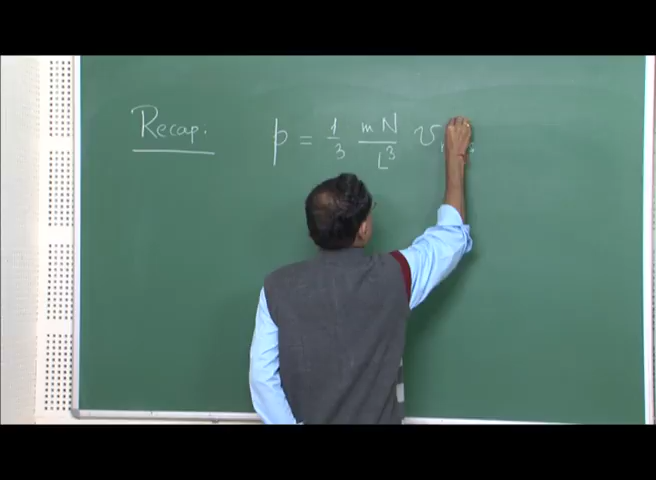 Recap.
p = 1/3 mN/L³ v